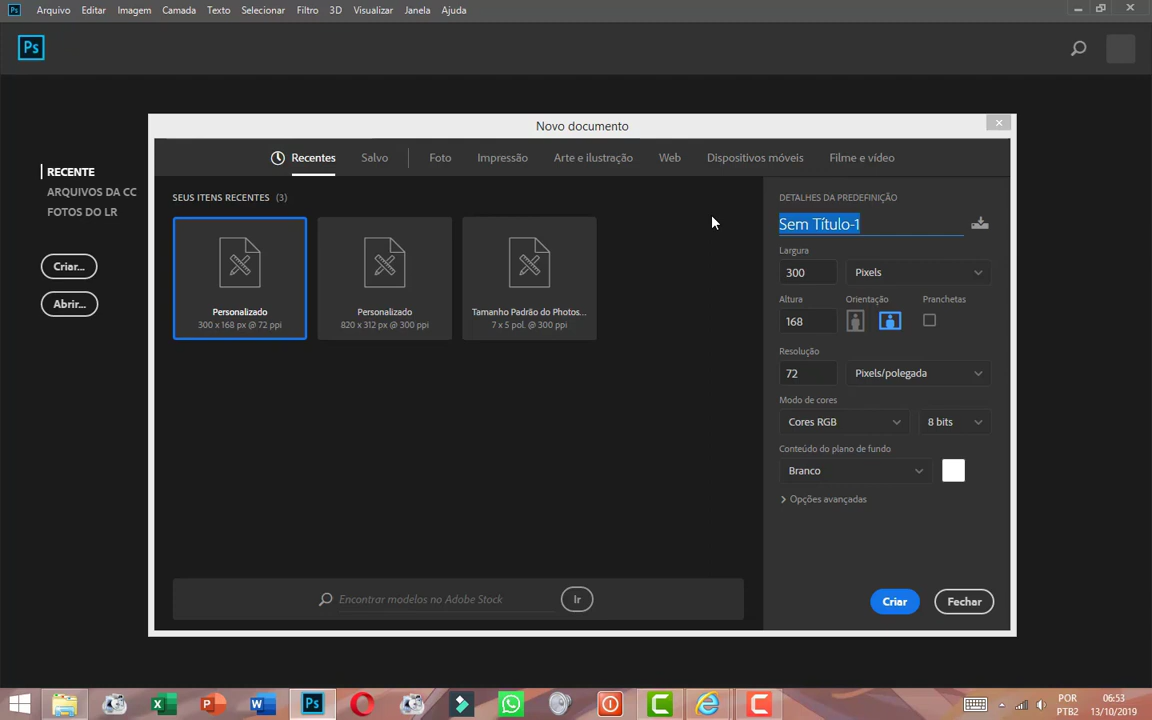 Ps Arquivo Editar Imagem Camada Texto Selecionar Filtro 3D Visualizar Janela Ajuda
Ps
Novo documento
Recentes Salvo Foto Impressão Arte e ilustração Web Dispositivos móveis Filme e vídeo
RECENTE
ARQUIVOS DA CC
FOTOS DO LR
Criar...
Abrir...
SEUS ITENS RECENTES (3)
Personalizado
300 x 168 px @ 72 ppi
Personalizado
820 x 312 px @ 300 ppi
Tamanho Padrão do Photos...
7 x 5 pol. @ 300 ppi
Encontrar modelos no Adobe Stock
Ir
DETALHES DA PREDEFINIÇÃO
Sem Título-1
Largura
300 Pixels
Altura Orientação Pranchetas
168
Resolução
72 Pixels/polegada
Modo de cores
Cores RGB 8 bits
Conteúdo do plano de fundo
Branco
Opções avançadas
Criar Fechar
POR 06:53
PTB2 13/10/2019